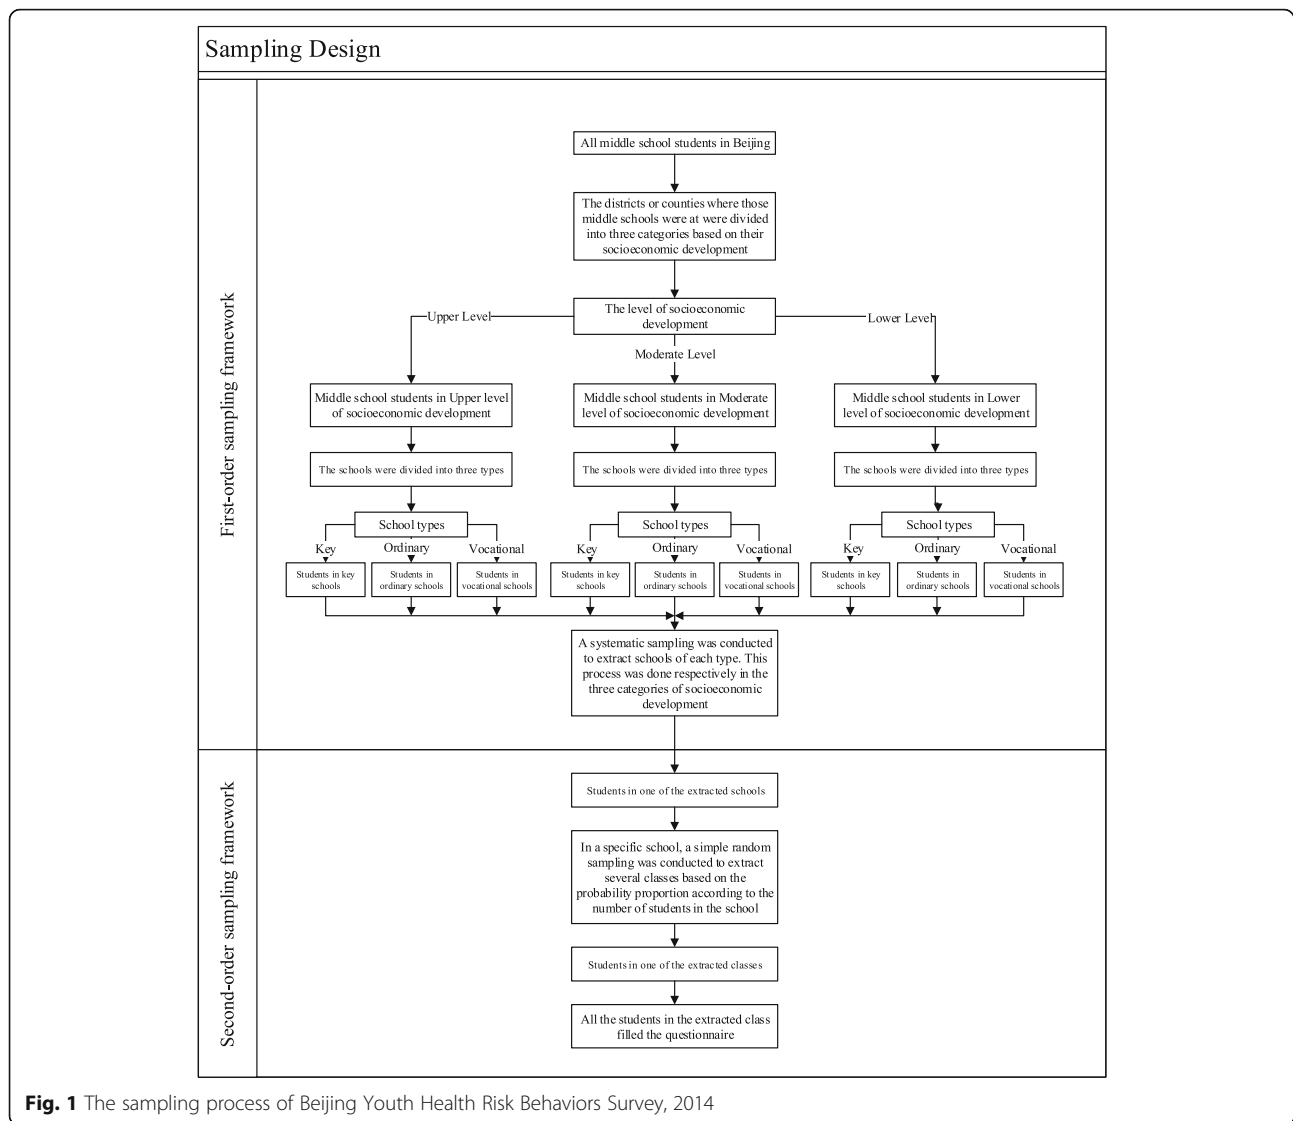 Sampling Design
First-order sampling framework
All middle school students in Beijing
The districts or counties where those
middle schools were at were divided
into three categories based on their
socioeconomic development
The level of socioeconomic
development
Upper Level
Moderate Level
Lower Level
Middle school students in Upper level
of socioeconomic development
Middle school students in Moderate
level of socioeconomic development
Middle school students in Lower
level of socioeconomic development
The schools were divided into three types
The schools were divided into three types
The schools were divided into three types
School types
School types
School types
Key
Ordinary
Vocational
Key
Ordinary
Vocational
Key
Ordinary
Vocational
Students in key
schools
Students in
ordinary schools
Students in
vocational schools
Students in key
schools
Students in
ordinary schools
Students in
vocational schools
Students in key
schools
Students in
ordinary schools
Students in
vocational schools
A systematic sampling was conducted
to extract schools of each type. This
process was done respectively in the
three categories of socioeconomic
development
Second-order sampling framework
Students in one of the extracted schools
In a specific school, a simple random
sampling was conducted to extract
several classes based on the
probability proportion according to the
number of students in the school
Students in one of the extracted classes
All the students in the extracted class
filled the questionnaire
Fig. 1 The sampling process of Beijing Youth Health Risk Behaviors Survey, 2014